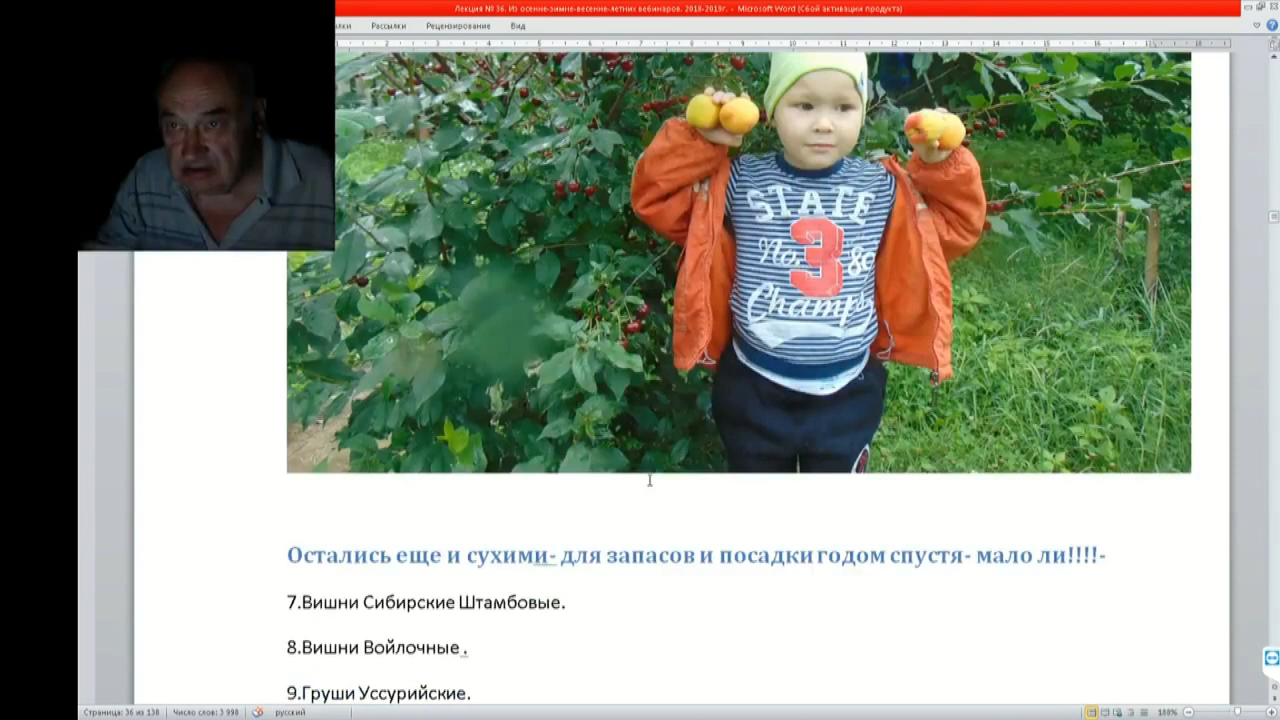 Лекция № 36. Из осенне-зимне-весенне-летних вебинаров. 2018-2019г. - Microsoft Word (Сбой активации продукта)
Рассылки Рецензирование Вид
STATE
No. 3 80
Champs
Остались еще и сухими- для запасов и посадки годом спустя- мало ли!!!!-
7.Вишни Сибирские Штамбовые.
8.Вишни Войлочные .
9.Груши Уссурийские.
Страница: 36 из 138 Число слов: 3 998 русский 188%